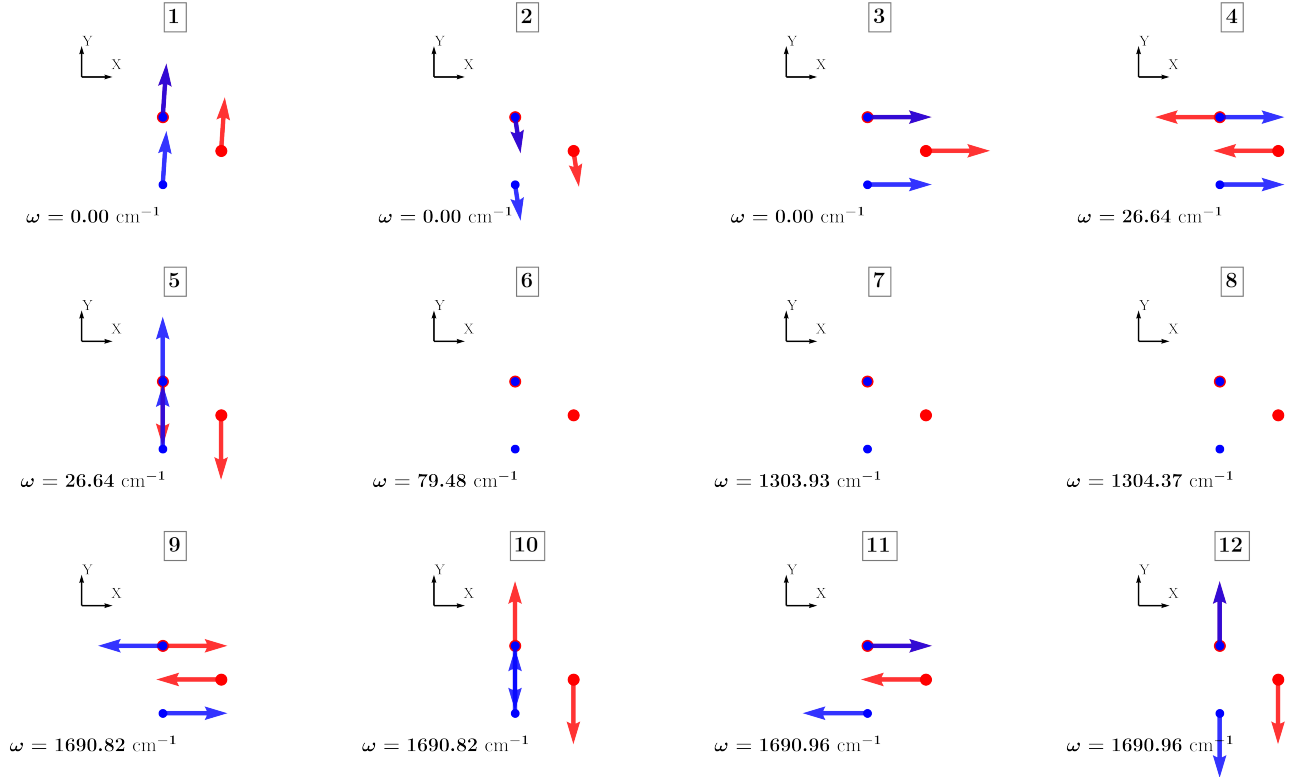 1
2
3
4
Y
X
Y
X
Y
X
Y
X
ω = 0.00 cm⁻¹
ω = 0.00 cm⁻¹
ω = 0.00 cm⁻¹
ω = 26.64 cm⁻¹
5
6
7
8
Y
X
Y
X
Y
X
Y
X
ω = 26.64 cm⁻¹
ω = 79.48 cm⁻¹
ω = 1303.93 cm⁻¹
ω = 1304.37 cm⁻¹
9
10
11
12
Y
X
Y
X
Y
X
Y
X
ω = 1690.82 cm⁻¹
ω = 1690.82 cm⁻¹
ω = 1690.96 cm⁻¹
ω = 1690.96 cm⁻¹